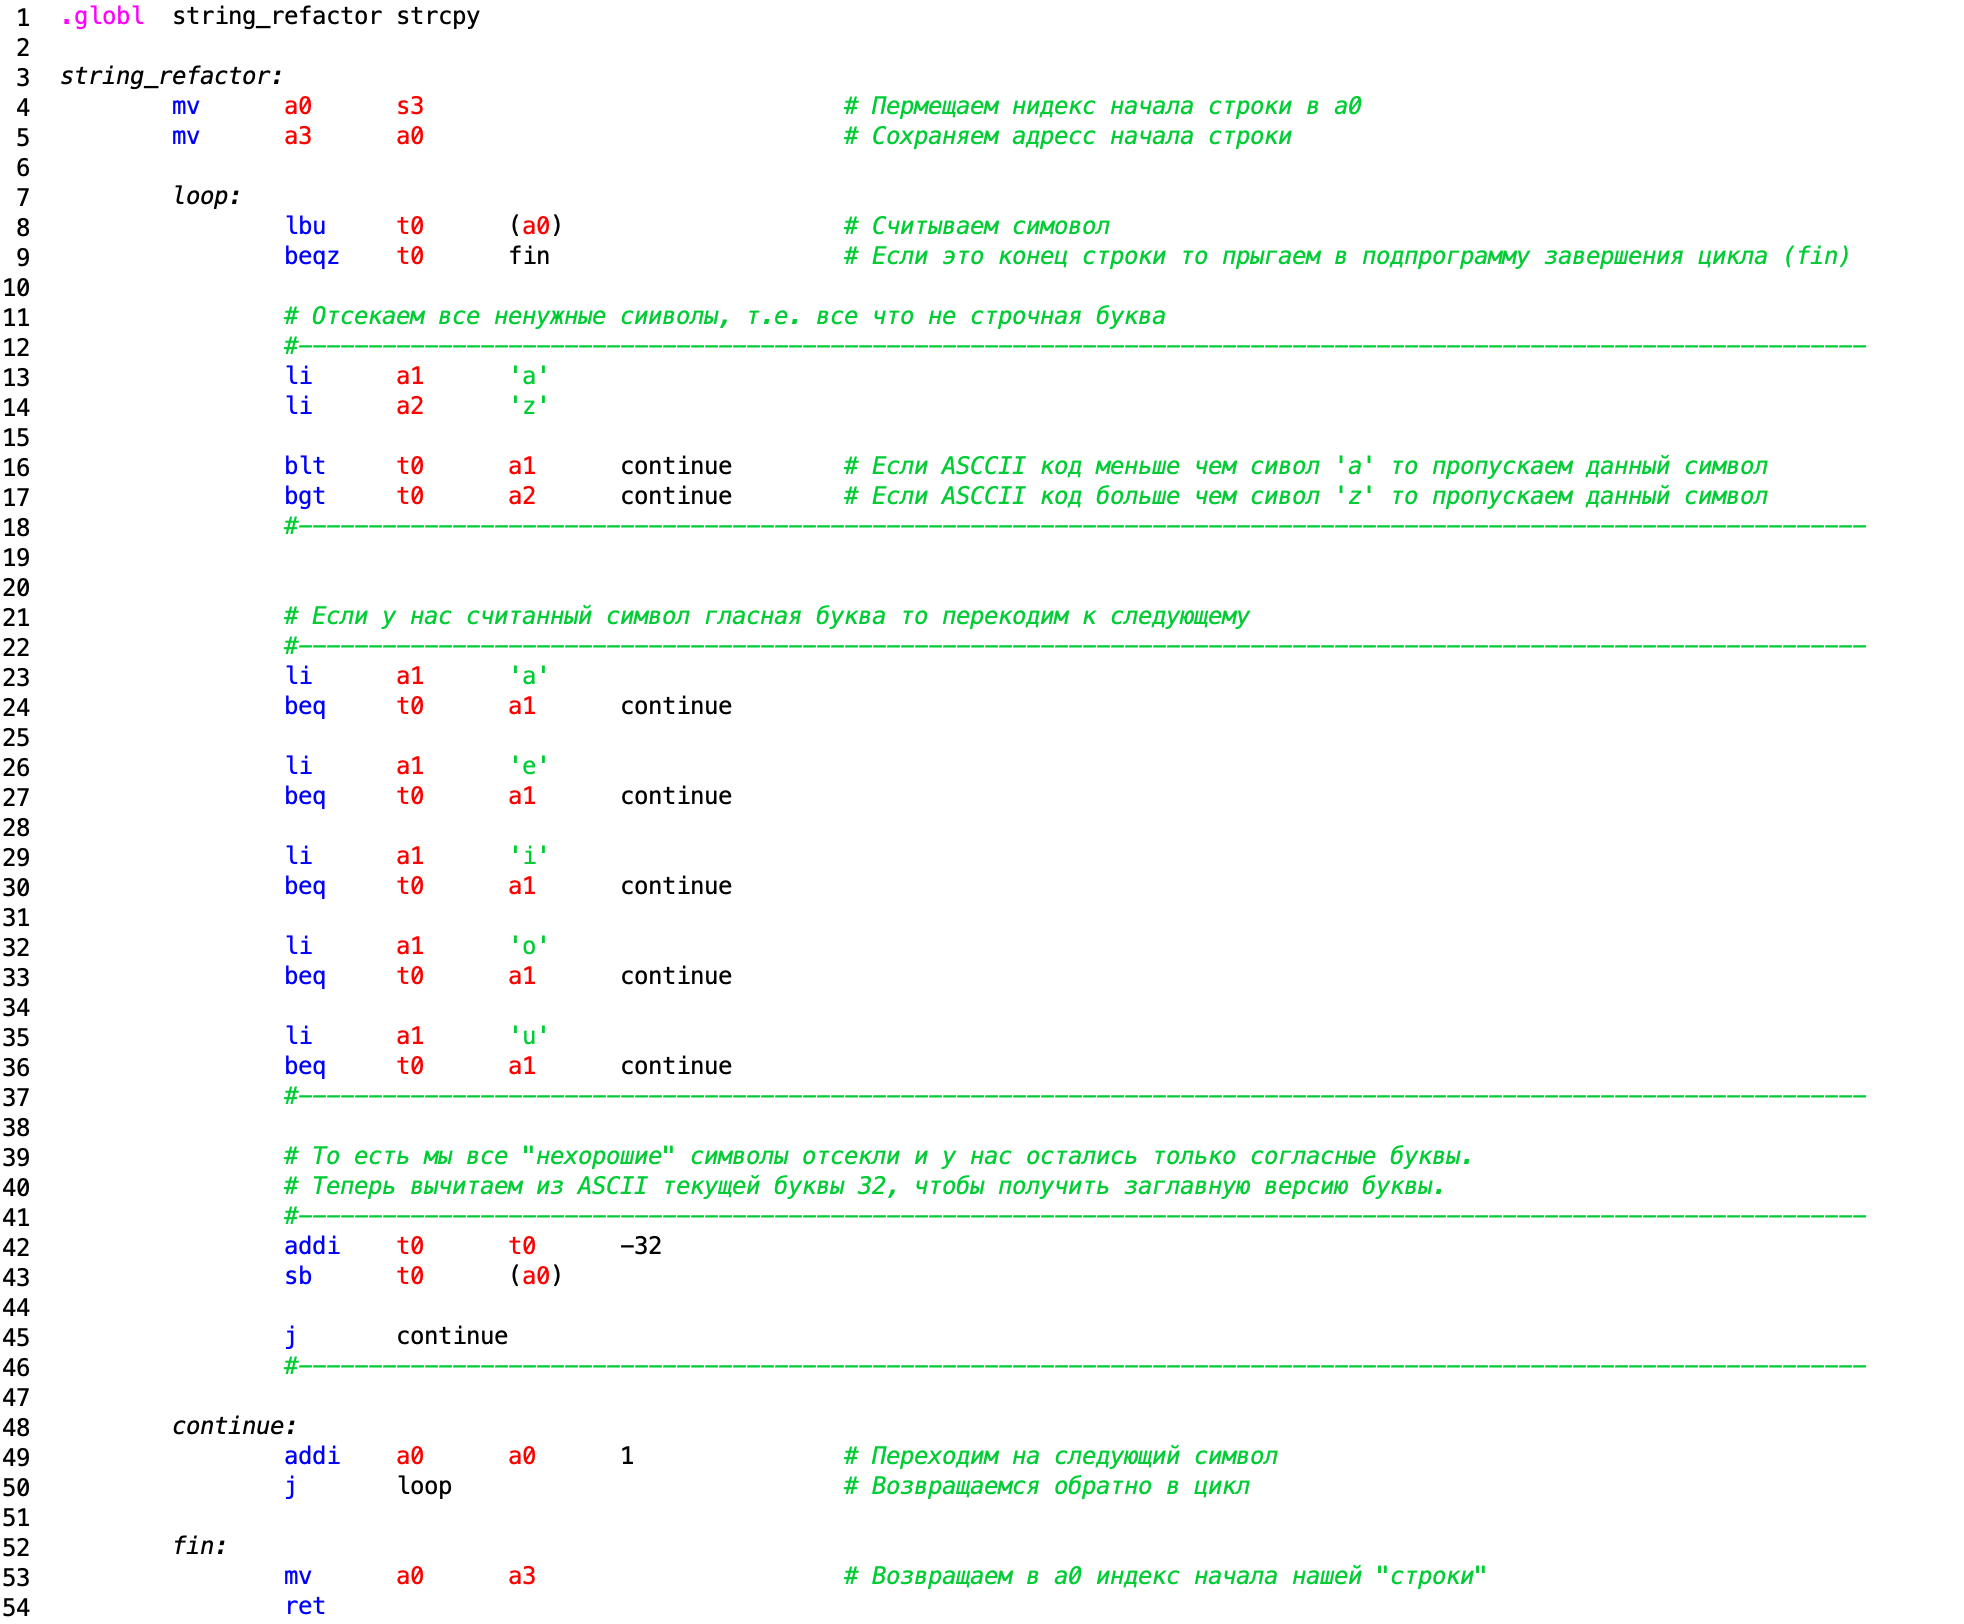 1 .globl string_refactor strcpy
2
3 string_refactor:
4 mv a0 s3 # Пермещаем нидекс начала строки в a0
5 mv a3 a0 # Сохраняем адресс начала строки
6
7 loop:
8 lbu t0 (a0) # Считываем симовол
9 beqz t0 fin # Если это конец строки то прыгаем в подпрограмму завершения цикла (fin)
10
11 # Отсекаем все ненужные сиивольы, т.е. все что не строчная буква
12 #----------------------------------------------------------------------------------------------------------------
13 li a1 'a'
14 li a2 'z'
15
16 blt t0 a1 continue # Если ASCCII код меньше чем сивол 'a' то пропускаем данный символ
17 bgt t0 a2 continue # Если ASCCII код больше чем сивол 'z' то пропускаем данный символ
18 #----------------------------------------------------------------------------------------------------------------
19
20
21 # Если у нас считанный символ гласная буква то перекодим к следующему
22 #----------------------------------------------------------------------------------------------------------------
23 li a1 'a'
24 beq t0 a1 continue
25
26 li a1 'e'
27 beq t0 a1 continue
28
29 li a1 'i'
30 beq t0 a1 continue
31
32 li a1 'o'
33 beq t0 a1 continue
34
35 li a1 'u'
36 beq t0 a1 continue
37 #----------------------------------------------------------------------------------------------------------------
38
39 # То есть мы все "нехорошие" символы отсекли и у нас остались только согласные буквы.
40 # Теперь вычитаем из ASCII текущей буквы 32, чтобы получить заглавную версию буквы.
41 #----------------------------------------------------------------------------------------------------------------
42 addi t0 t0 -32
43 sb t0 (a0)
44
45 j continue
46 #----------------------------------------------------------------------------------------------------------------
47
48 continue:
49 addi a0 a0 1 # Переходим на следующий символ
50 j loop # Возвращаемся обратно в цикл
51
52 fin:
53 mv a0 a3 # Возвращаем в a0 индекс начала нашей "строки"
54 ret